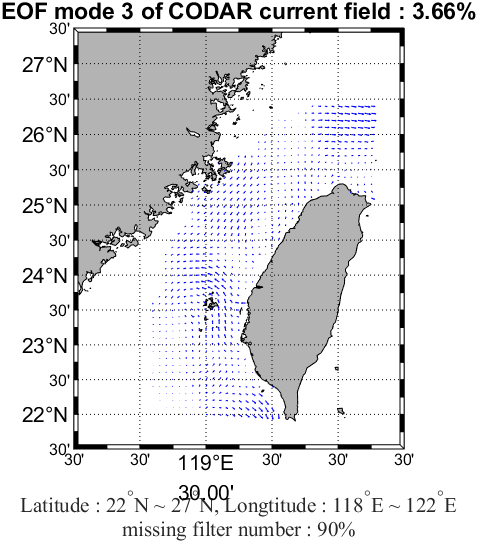 EOF mode 3 of CODAR current field : 3.66%
30'
27°N
30'
26°N
30'
25°N
30'
24°N
30'
23°N
30'
22°N
30'
30' 30' 119°E 30' 30' 30'
30.00'
Latitude : 22°N ~ 27°N, Longtitude : 118°E ~ 122°E
missing filter number : 90%